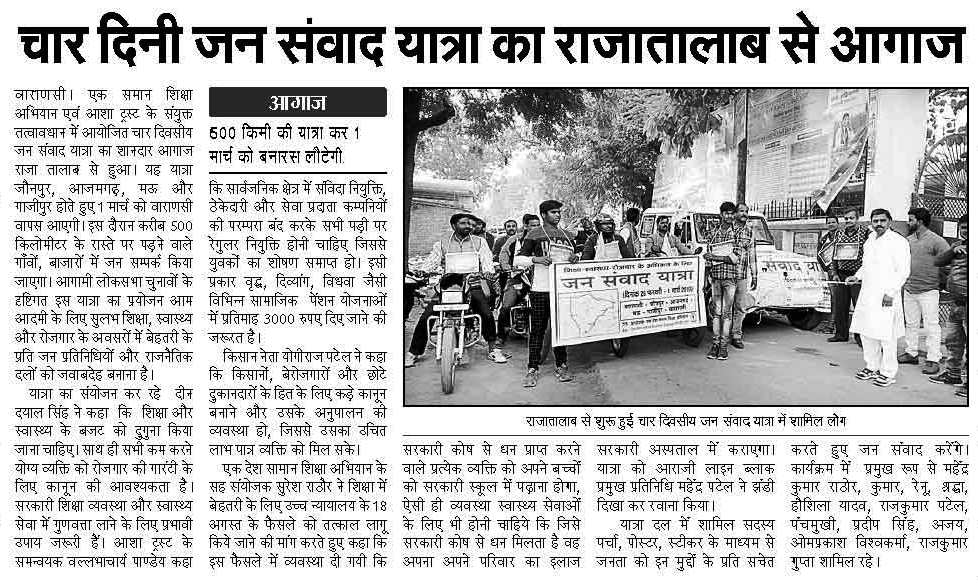 चार दिनी जन संवाद यात्रा का राजातालाब से आगाज
वाराणसी। एक समान शिक्षा
अभियान एवं आशा ट्रस्ट के संयुक्त
तत्वावधान में आयोजित चार दिवसीय
जन संवाद यात्रा का शानदार आगाज
राजा तालाब से हुआ। यह यात्रा
जौनपुर, आजमगढ़, मऊ और
गाजीपुर होते हुए 1 मार्च को वाराणसी
वापस आएगी। इस दौरान करीब 500
किलोमीटर के रास्ते पर पड़ने वाले
गाँवों, बाजारों में जन सम्पर्क किया
जाएगा। आगामी लोकसभा चुनावों के
दृष्टिगत इस यात्रा का प्रयोजन आम
आदमी के लिए सुलभ शिक्षा, स्वास्थ्य
और रोजगार के अवसरों में बेहतरी के
प्रति जन प्रतिनिधियों और राजनैतिक
दलों को जवाबदेह बनाना है।
यात्रा का संयोजन कर रहे दीन
दयाल सिंह ने कहा कि शिक्षा और
स्वास्थ्य के बजट को दुगुना किया
जाना चाहिए। साथ ही सभी कम करने
योग्य व्यक्ति को रोजगार की गारंटी के
लिए कानून की आवश्यकता है।
सरकारी शिक्षा व्यवस्था और स्वास्थ्य
सेवा में गुणवत्ता लाने के लिए प्रभावी
उपाय जरूरी हैं। आशा ट्रस्ट के
समन्वयक वल्लभाचार्य पाण्डेय कहा
आगाज
500 किमी की यात्रा कर 1
मार्च को बनारस लौटेगी
कि सार्वजनिक क्षेत्र में संविदा नियुक्ति,
ठेकेदारी और सेवा प्रदाता कम्पनियों
की परम्परा बंद करके सभी पदों पर
रेगुलर नियुक्ति होनी चाहिए जिससे
युवकों का शोषण समाप्त हो। इसी
प्रकार वृद्ध, दिव्यांग, विधवा जैसी
विभिन्न सामाजिक पेंशन योजनाओं
में प्रतिमाह 3000 रुपए दिए जाने की
जरूरत है।
किसान नेता योगीराज पटेल ने कहा
कि किसानों, बेरोजगारों और छोटे
दुकानदारों के हित के लिए कड़े कानून
बनाने और उसके अनुपालन की
व्यवस्था हो, जिससे उसका उचित
लाभ पात्र व्यक्ति को मिल सके।
एक देश सामान शिक्षा अभियान के
सह संयोजक सुरेश राठौर ने शिक्षा में
बेहतरी के लिए उच्च न्यायालय के 18
अगस्त के फैसले को तत्काल लागू
किये जाने की मांग करते हुए कहा कि
इस फैसले में व्यवस्था दी गयी कि
शिक्षा-स्वास्थ्य-रोजगार के अधिकार के लिए
जन संवाद यात्रा
संवाद यात्रा
राजातालाब से शुरू हुई चार दिवसीय जन संवाद यात्रा में शामिल लोग
सरकारी कोष से धन प्राप्त करने
वाले प्रत्येक व्यक्ति को अपने बच्चों
को सरकारी स्कूल में पढ़ाना होगा,
ऐसी ही व्यवस्था स्वास्थ्य सेवाओं
के लिए भी होनी चाहिये कि जिसे
सरकारी कोष से धन मिलता है वह
अपना अपने परिवार का इलाज
सरकारी अस्पताल में कराएगा।
यात्रा को आराजी लाइन ब्लाक
प्रमुख प्रतिनिधि महेंद्र पटेल ने झंडी
दिखा कर रवाना किया।
यात्रा दल में शामिल सदस्य
पर्चा, पोस्टर, स्टीकर के माध्यम से
जनता को इन मुद्दों के प्रति सचेत
करते हुए जन संवाद करेंगे।
कार्यक्रम में प्रमुख रूप से महेंद्र
कुमार राठोर, कुमार, रेनू, श्रद्धा,
हौशिला यादव, राजकुमार पटेल,
पंचमुखी, प्रदीप सिंह, अजय,
ओमप्रकाश विश्वकर्मा, राजकुमार
गुप्ता शामिल रहे।